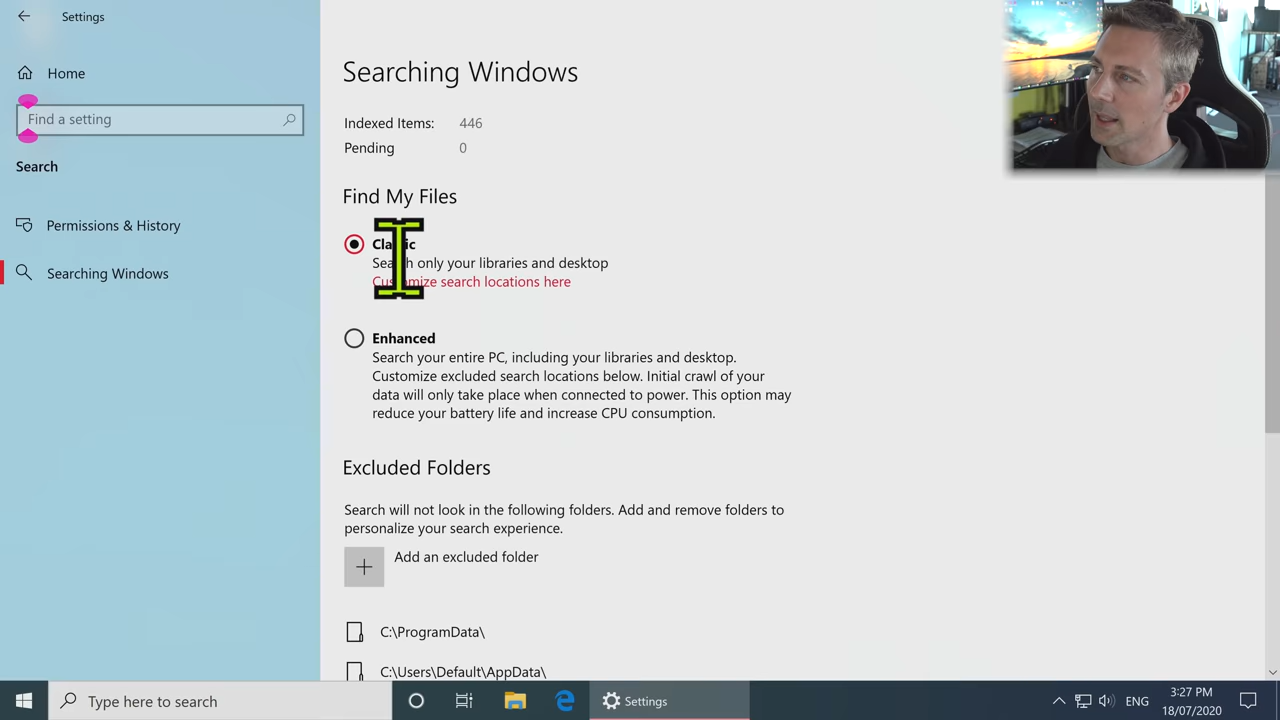 Settings
Home
Find a setting
Search
Permissions & History
Searching Windows
Searching Windows
Indexed Items: 446
Pending 0
Find My Files
Classic
Search only your libraries and desktop
Customize search locations here
Enhanced
Search your entire PC, including your libraries and desktop.
Customize excluded search locations below. Initial crawl of your
data will only take place when connected to power. This option may
reduce your battery life and increase CPU consumption.
Excluded Folders
Search will not look in the following folders. Add and remove folders to
personalize your search experience.
Add an excluded folder
C:\ProgramData\
C:\Users\Default\AppData\
Type here to search
Settings
ENG
3:27 PM
18/07/2020